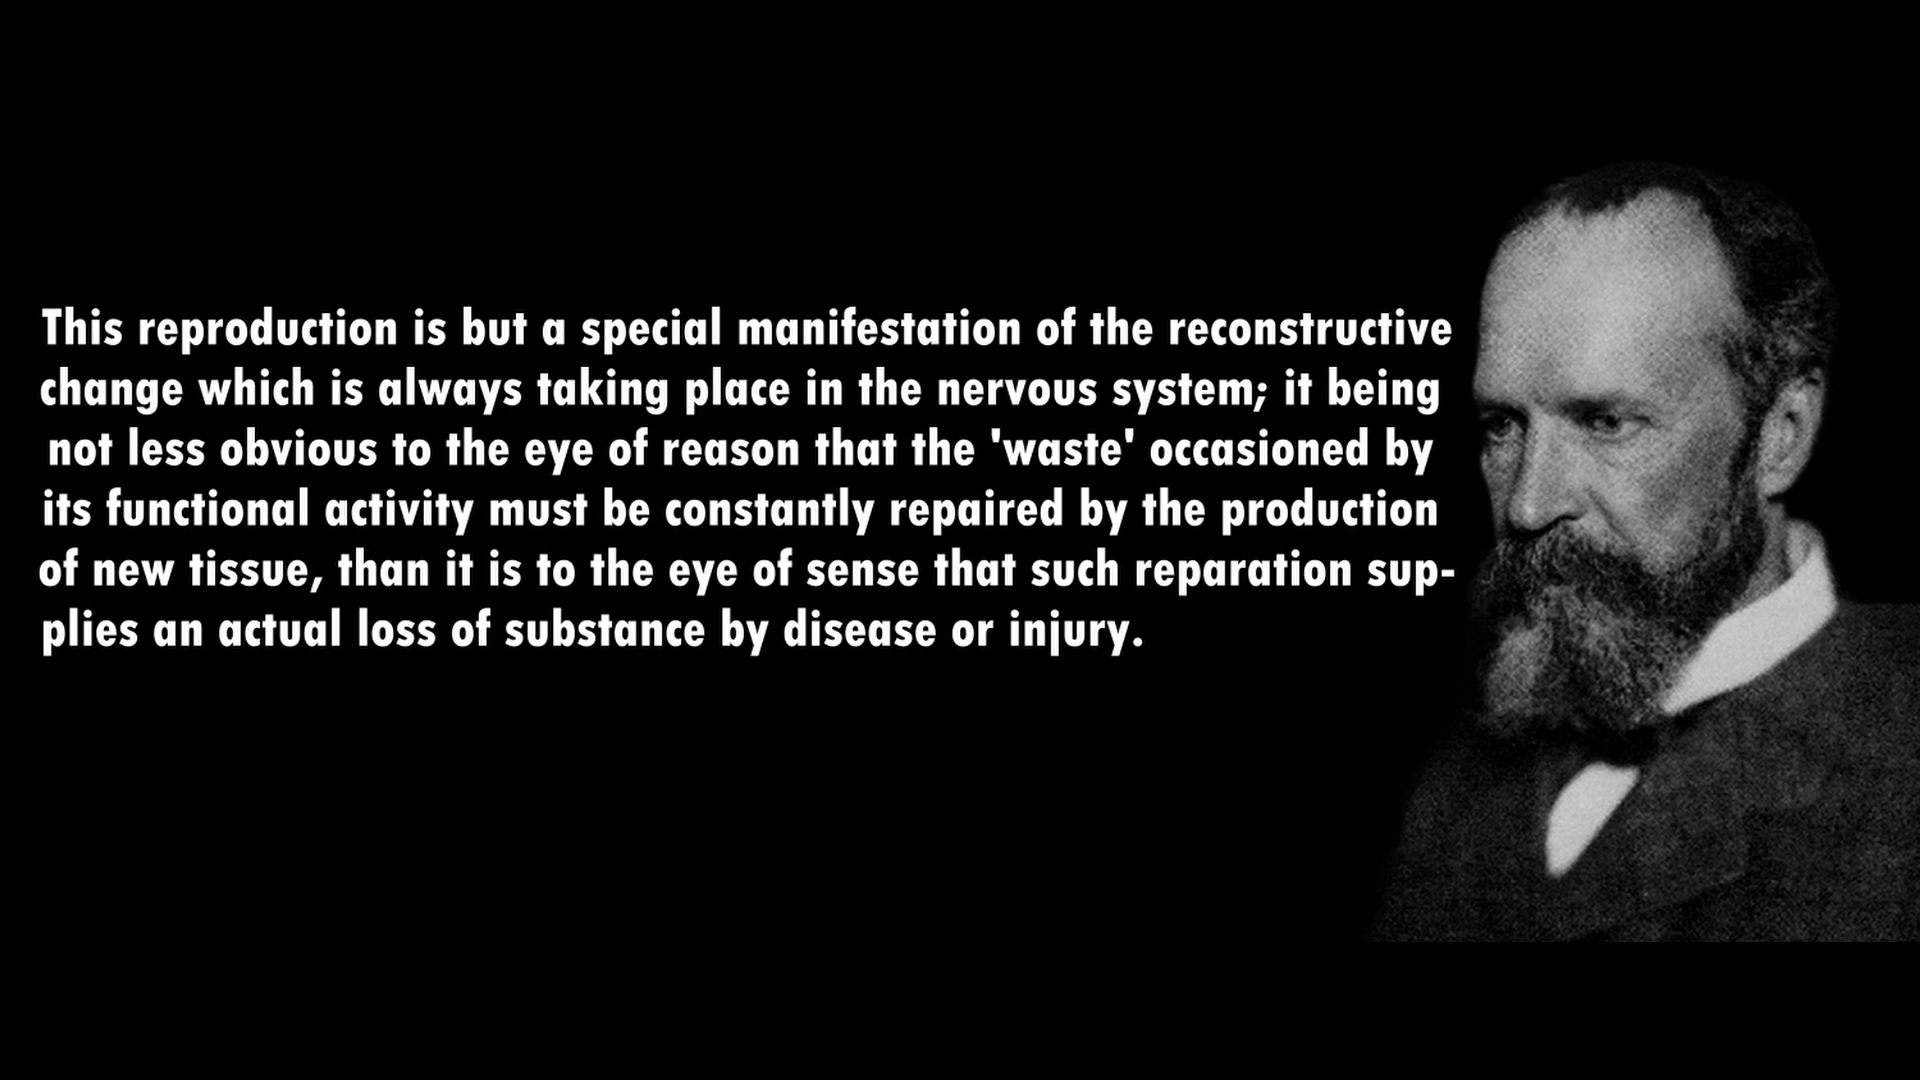 This reproduction is but a special manifestation of the reconstructive
change which is always taking place in the nervous system; it being
not less obvious to the eye of reason that the 'waste' occasioned by
its functional activity must be constantly repaired by the production
of new tissue, than it is to the eye of sense that such reparation sup-
plies an actual loss of substance by disease or injury.